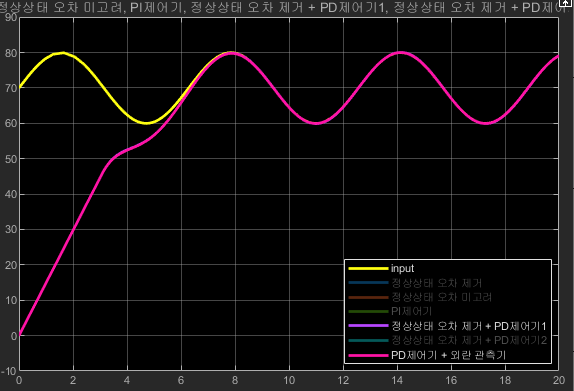 정상상태 오차 미고려, PI제어기, 정상상태 오차 제거 + PD제어기1, 정상상태 오차 제거 + PD제어
90
80
70
60
50
40
30
20
10
0
-10
0 2 4 6 8 10 12 14 16 18 20
input
정상상태 오차 제거
정상상태 오차 미고려
PI제어기
정상상태 오차 제거 + PD제어기1
정상상태 오차 제거 + PD제어기2
PD제어기 + 외란 관측기